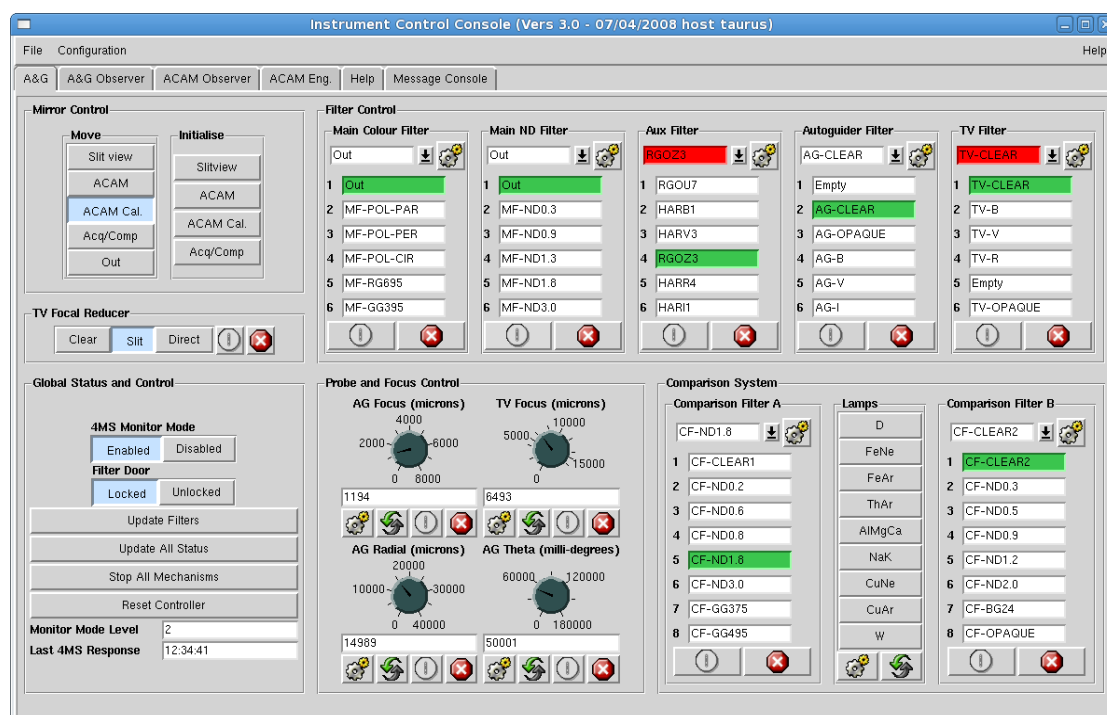 Instrument Control Console (Vers 3.0 - 07/04/2008 host taurus)
File Configuration Help
A&G A&G Observer ACAM Observer ACAM Eng. Help Message Console
Mirror Control
Move
Slit view
ACAM
ACAM Cal.
Acq/Comp
Out
Initialise
Slitview
ACAM
ACAM Cal.
Acq/Comp
TV Focal Reducer
Clear Slit Direct
Filter Control
Main Colour Filter
Out
1 Out
2 MF-POL-PAR
3 MF-POL-PER
4 MF-POL-CIR
5 MF-RG695
6 MF-GG395
Main ND Filter
Out
1 Out
2 MF-ND0.3
3 MF-ND0.9
4 MF-ND1.3
5 MF-ND1.8
6 MF-ND3.0
Aux Filter
RGOZ3
1 RGOU7
2 HARB1
3 HARV3
4 RGOZ3
5 HARR4
6 HARI1
Autoguider Filter
AG-CLEAR
1 Empty
2 AG-CLEAR
3 AG-OPAQUE
4 AG-B
5 AG-V
6 AG-I
TV Filter
TV-CLEAR
1 TV-CLEAR
2 TV-B
3 TV-V
4 TV-R
5 Empty
6 TV-OPAQUE
Global Status and Control
4MS Monitor Mode
Enabled Disabled
Filter Door
Locked Unlocked
Update Filters
Update All Status
Stop All Mechanisms
Reset Controller
Monitor Mode Level 2
Last 4MS Response 12:34:41
Probe and Focus Control
AG Focus (microns)
4000
2000 6000
0 8000
1194
TV Focus (microns)
10000
5000
15000
0
6493
AG Radial (microns)
20000
10000 30000
0 40000
14989
AG Theta (milli-degrees)
60000 120000
0 180000
50001
Comparison System
Comparison Filter A
CF-ND1.8
1 CF-CLEAR1
2 CF-ND0.2
3 CF-ND0.6
4 CF-ND0.8
5 CF-ND1.8
6 CF-ND3.0
7 CF-GG375
8 CF-GG495
Lamps
D
FeNe
FeAr
ThAr
AlMgCa
NaK
CuNe
CuAr
W
Comparison Filter B
CF-CLEAR2
1 CF-CLEAR2
2 CF-ND0.3
3 CF-ND0.5
4 CF-ND0.9
5 CF-ND1.2
6 CF-ND2.0
7 CF-BG24
8 CF-OPAQUE